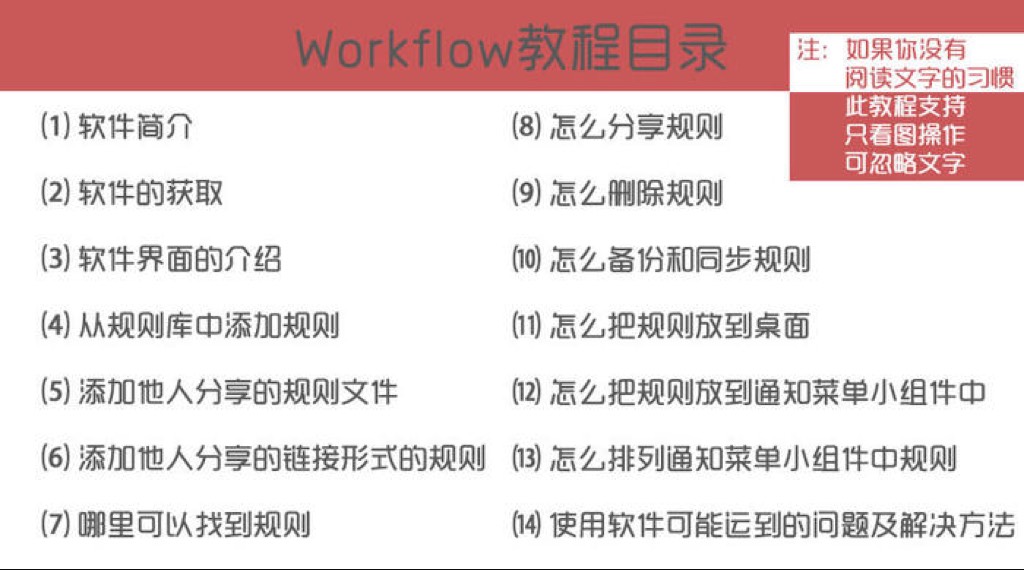 Workflow教程目录
注：如果你没有
阅读文字的习惯
此教程支持
只看图操作
可忽略文字
(1) 软件简介
(2) 软件的获取
(3) 软件界面的介绍
(4) 从规则库中添加规则
(5) 添加他人分享的规则文件
(6) 添加他人分享的链接形式的规则
(7) 哪里可以找到规则
(8) 怎么分享规则
(9) 怎么删除规则
(10) 怎么备份和同步规则
(11) 怎么把规则放到桌面
(12) 怎么把规则放到通知菜单小组件中
(13) 怎么排列通知菜单小组件中规则
(14) 使用软件可能运到的问题及解决方法